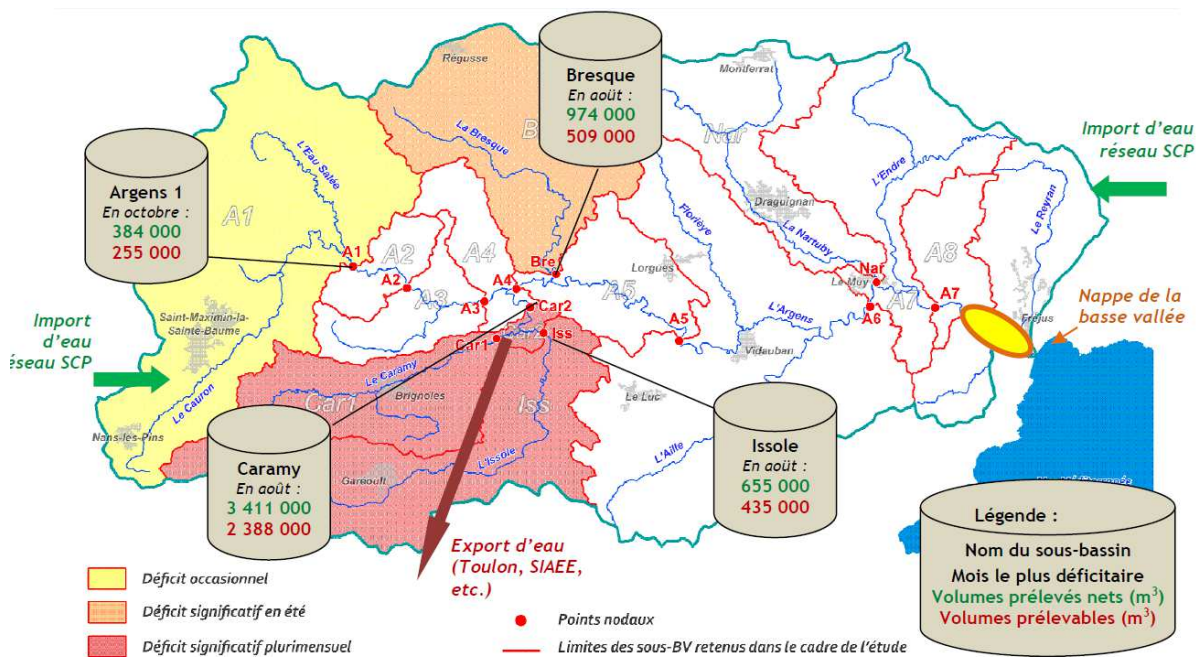 Régusse
Montferrat
Bresque
En août :
974 000
509 000
La Bresque
B
Nar
L'Endre
Import d'eau
réseau SCP
Argens 1
En octobre :
384 000
255 000
L'Eau Salée
A1
Draguignan
La Nartuby
Florièye
Le Reyran
A8
A1
A2
A4
A2
A3
A3
A4
Bre
A5
Lorgues
Nar
Le Muy
A7
A7
A6
A5
L'Argens
Vidauban
Fréjus
Nappe de la
basse vallée
Saint-Maximin-la-
Sainte-Baume
Import
d'eau
éseau SCP
Car2
Car1
Iss
Le Caramy
Brignoles
Car1
Iss
Le Cauron
Nans-les-Pins
Le Luc
L'Aille
L'Issole
Garéoult
Caramy
En août :
3 411 000
2 388 000
Issole
En août :
655 000
435 000
Export d'eau
(Toulon, SIAEE,
etc.)
Légende :
Nom du sous-bassin
Mois le plus déficitaire
Volumes prélevés nets (m³)
Volumes prélevables (m³)
Déficit occasionnel
Déficit significatif en été
Déficit significatif plurimensuel
Points nodaux
Limites des sous-BV retenus dans le cadre de l'étude